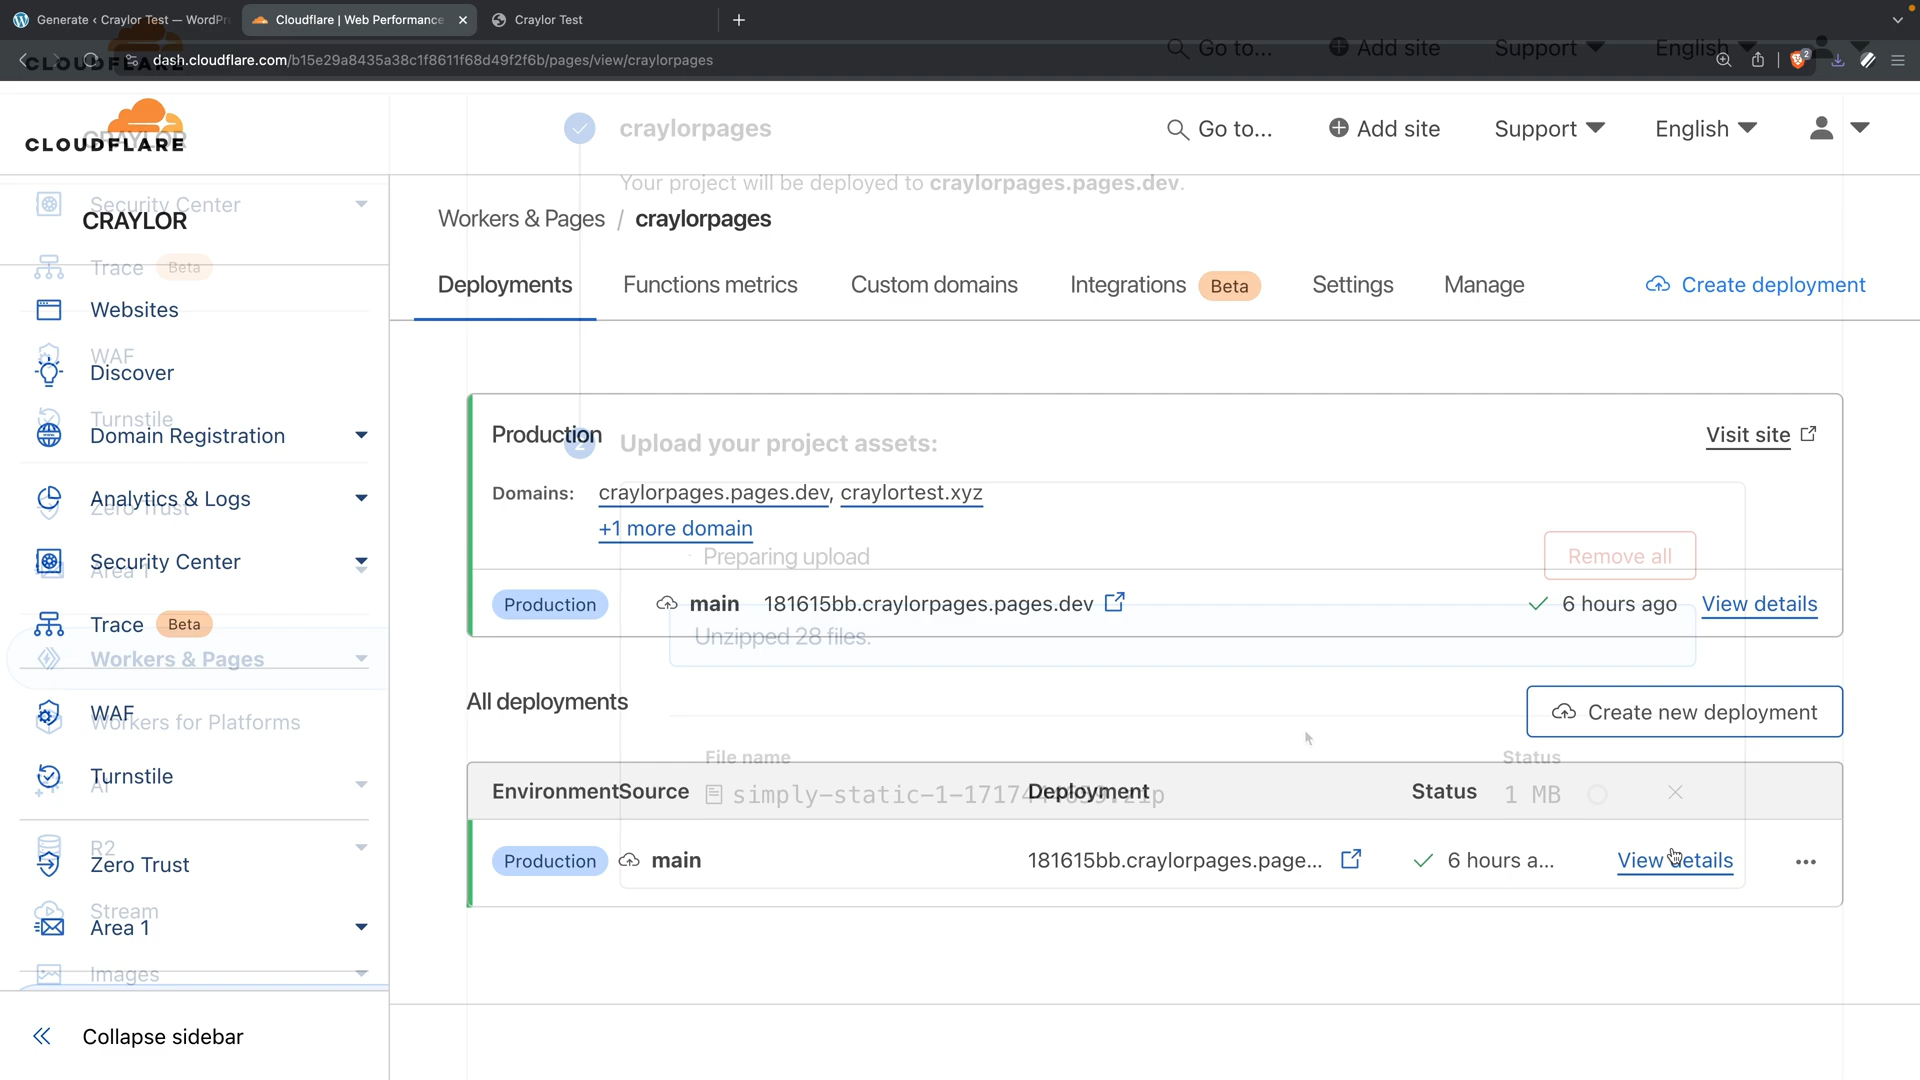 Generate ‹ Craylor Test — WordPr
Cloudflare | Web Performance
Craylor Test
dash.cloudflare.com/b15e29a8435a38c1f8611f68d49f2f6b/pages/view/craylorpages
Go to...
Add site
Support
English
CLOUDFLARE
CRAYLOR
craylorpages
CLOUDFLARE
Go to...
Add site
Support
English
Your project will be deployed to craylorpages.pages.dev.
Security Center
CRAYLOR
Workers & Pages / craylorpages
Trace Beta
Websites
Deployments
Functions metrics
Custom domains
Integrations Beta
Settings
Manage
Create deployment
WAF
Discover
Turnstile
Domain Registration
Production
Visit site
2
Upload your project assets:
Analytics & Logs
Zero Trust
Domains: craylorpages.pages.dev, craylortest.xyz
+1 more domain
Preparing upload
Remove all
Security Center
Area 1
Production
main 181615bb.craylorpages.pages.dev
6 hours ago
View details
Trace Beta
Unzipped 28 files.
Workers & Pages
All deployments
Create new deployment
WAF
Workers for Platforms
File name
Status
Turnstile
AI
Environment
Source
Deployment
Status
1 MB
R2
Zero Trust
Production
main
181615bb.craylorpages.page...
6 hours a...
View details
Stream
Area 1
Images
Collapse sidebar